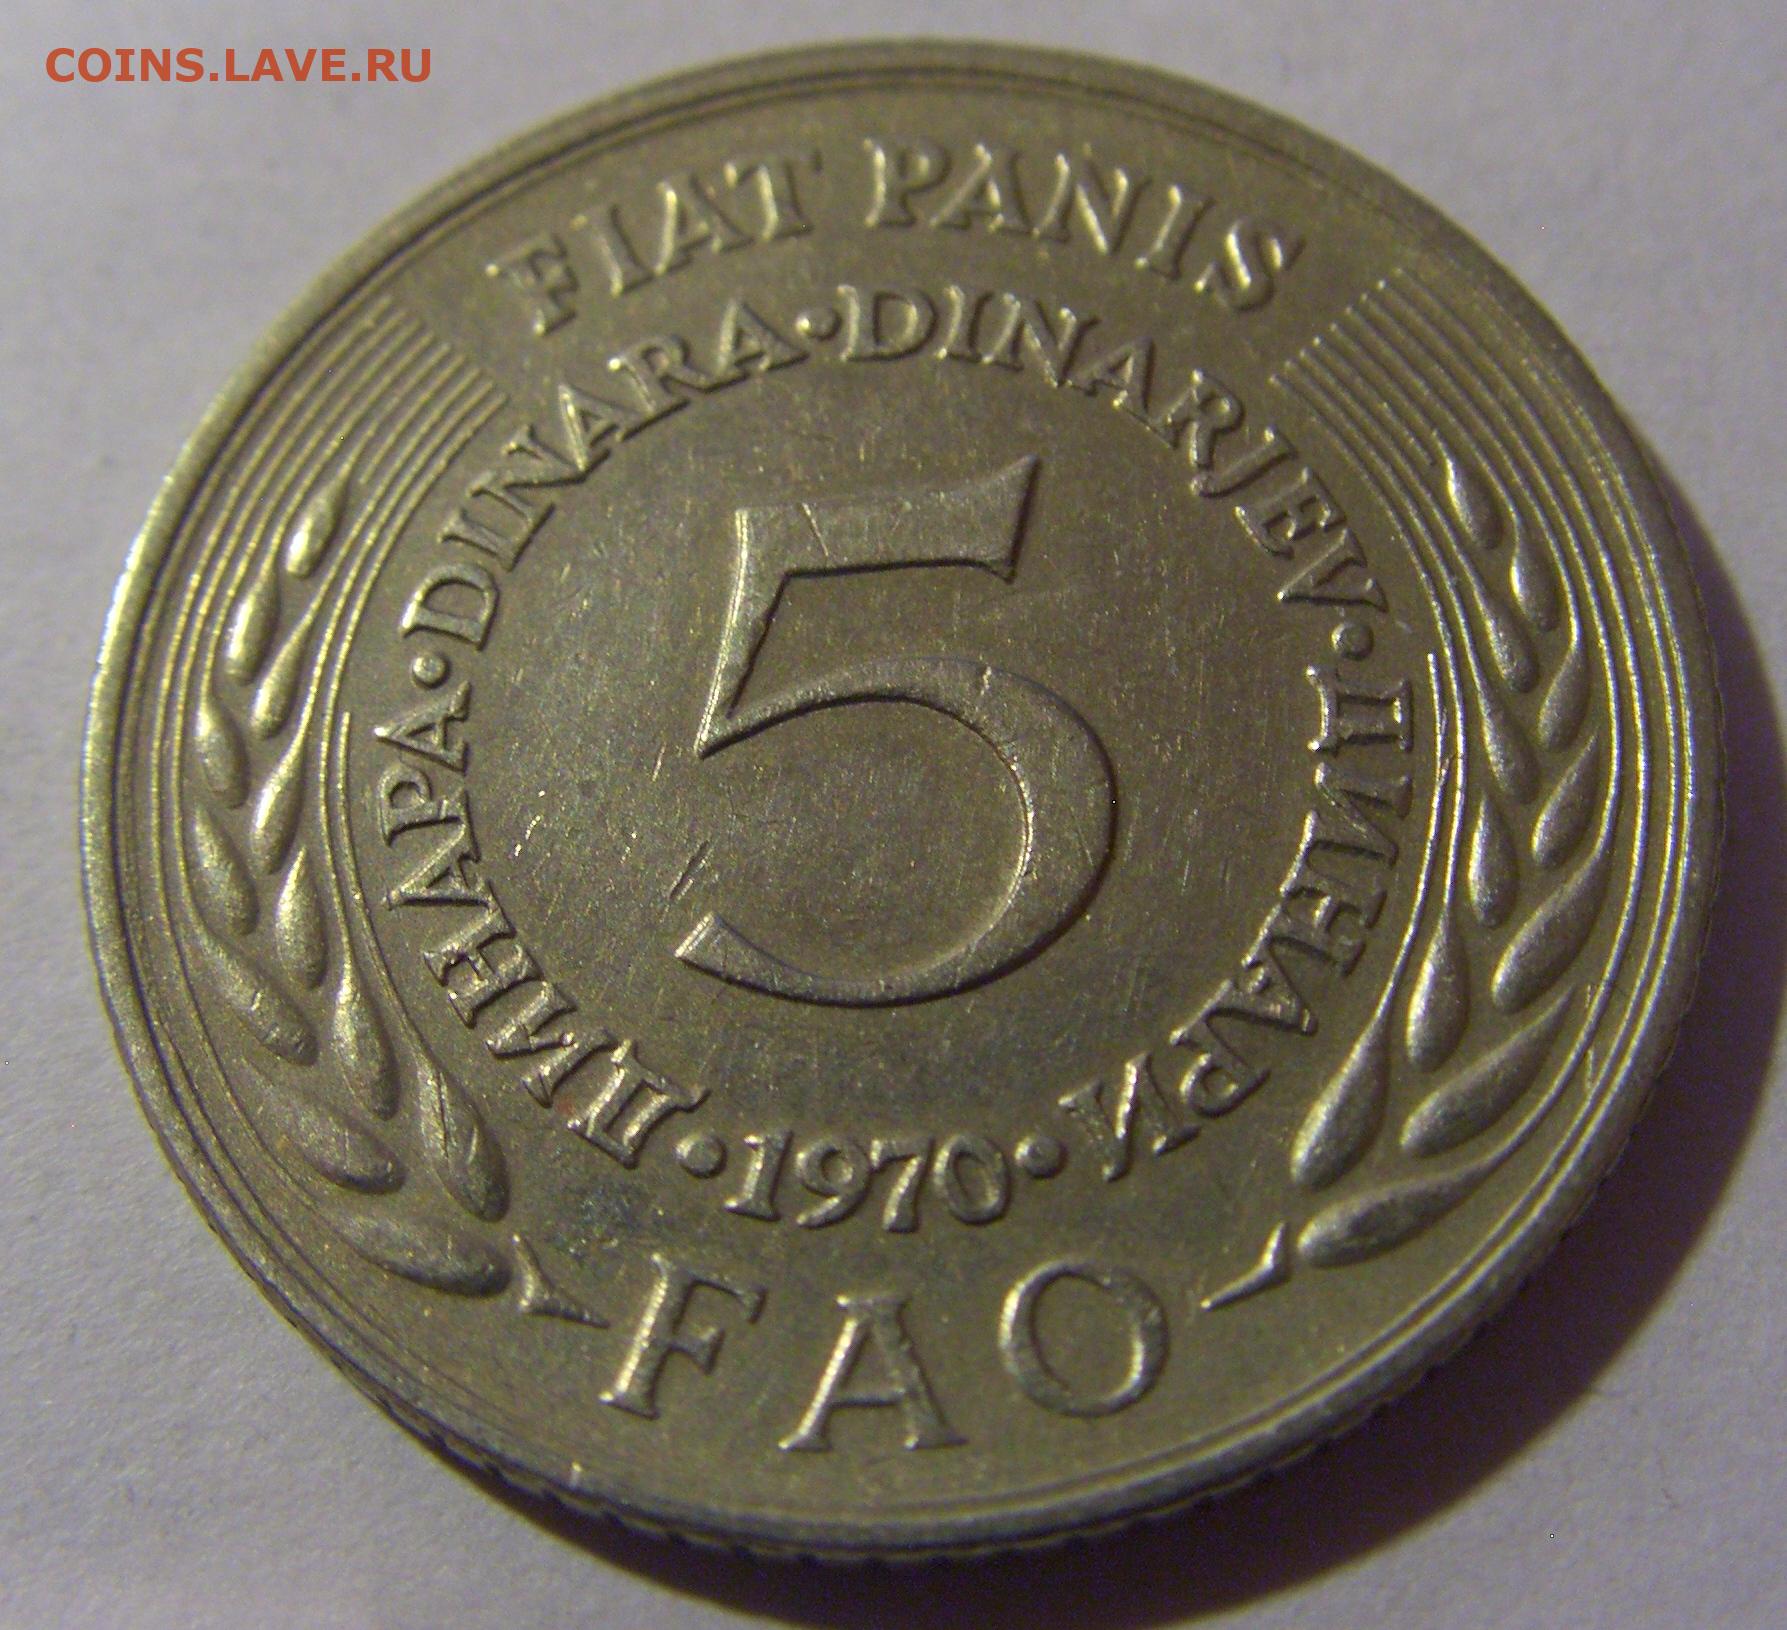 COINS.LAVE.RU
FIAT PANIS
ДИНАРА·DINARA·DINARJEV·ДИНАРИ
5
·1970·
FAO